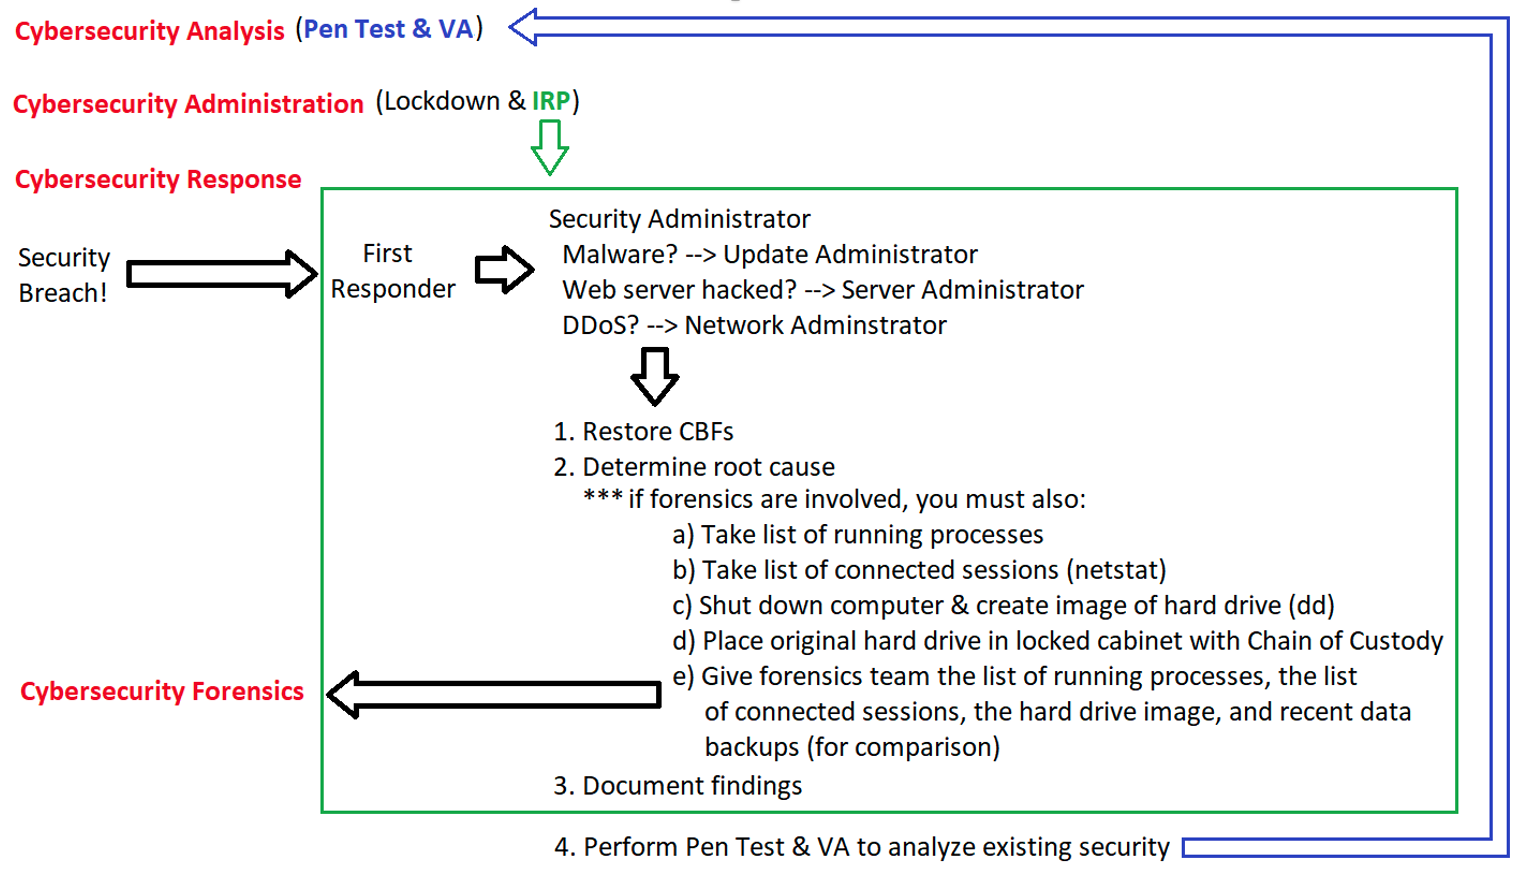 Cybersecurity Analysis (Pen Test & VA)
Cybersecurity Administration (Lockdown & IRP)
Cybersecurity Response
Security
Breach!
First
Responder
Security Administrator
Malware? --> Update Administrator
Web server hacked? --> Server Administrator
DDoS? --> Network Adminstrator
1. Restore CBFs
2. Determine root cause
*** if forensics are involved, you must also:
a) Take list of running processes
b) Take list of connected sessions (netstat)
c) Shut down computer & create image of hard drive (dd)
d) Place original hard drive in locked cabinet with Chain of Custody
Cybersecurity Forensics
e) Give forensics team the list of running processes, the list
of connected sessions, the hard drive image, and recent data
backups (for comparison)
3. Document findings
4. Perform Pen Test & VA to analyze existing security